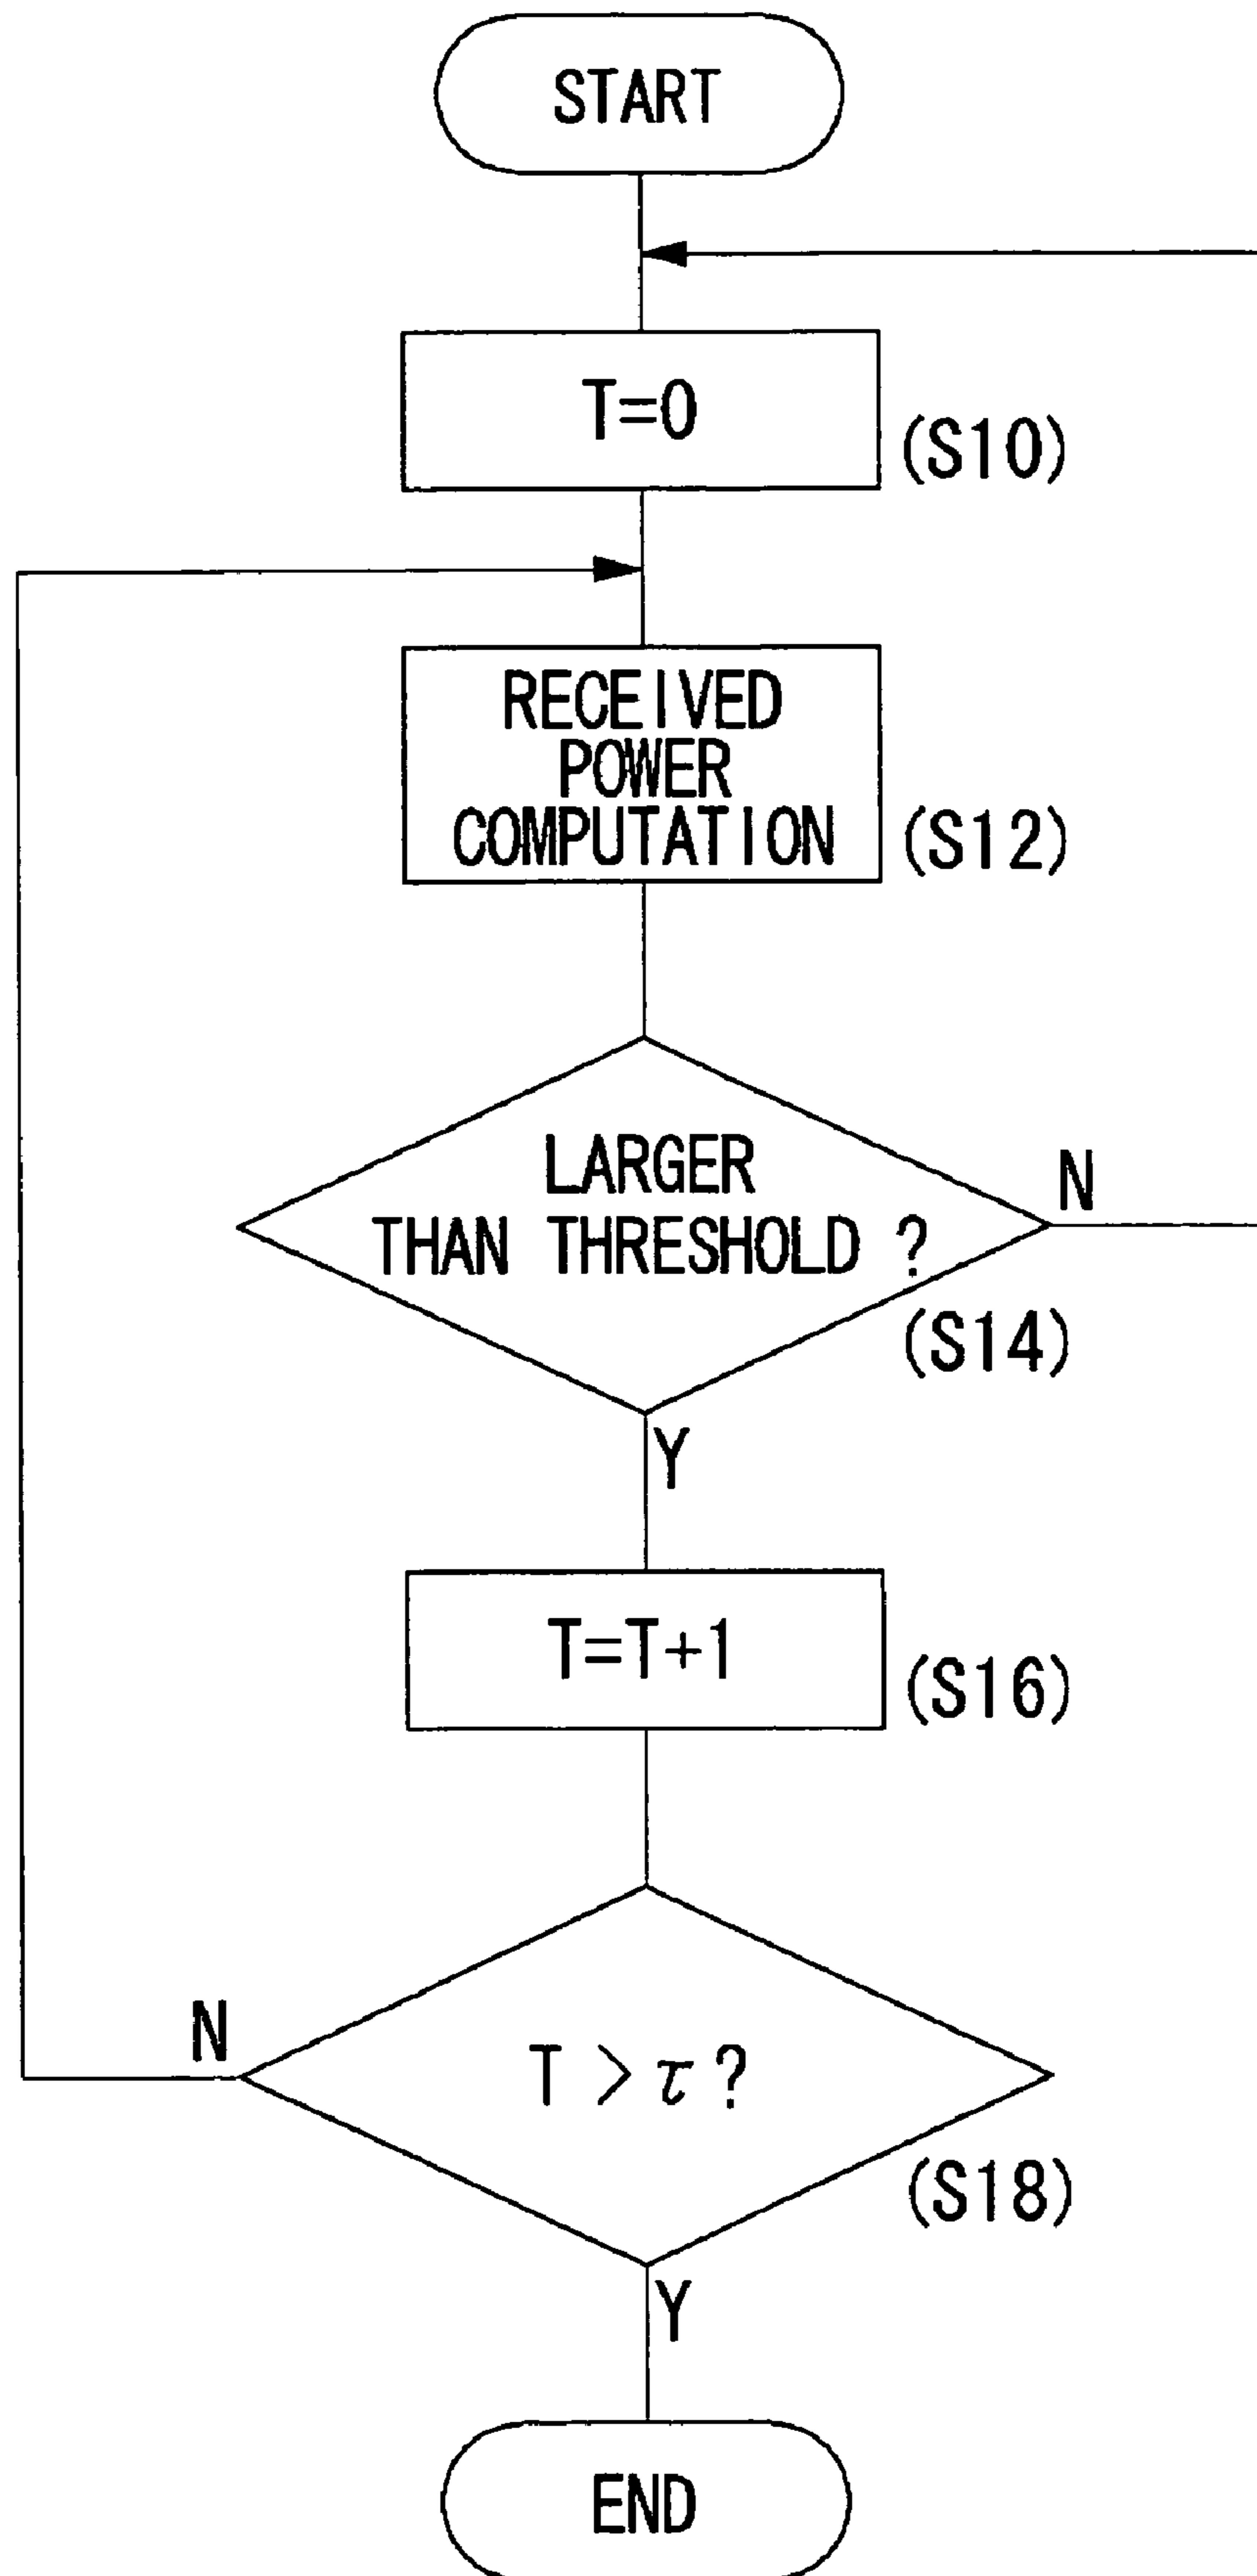 START
T=0
(S10)
RECEIVED
POWER
COMPUTATION
(S12)
LARGER
THAN THRESHOLD ?
N
(S14)
Y
T=T+1
(S16)
N
T > τ ?
(S18)
Y
END